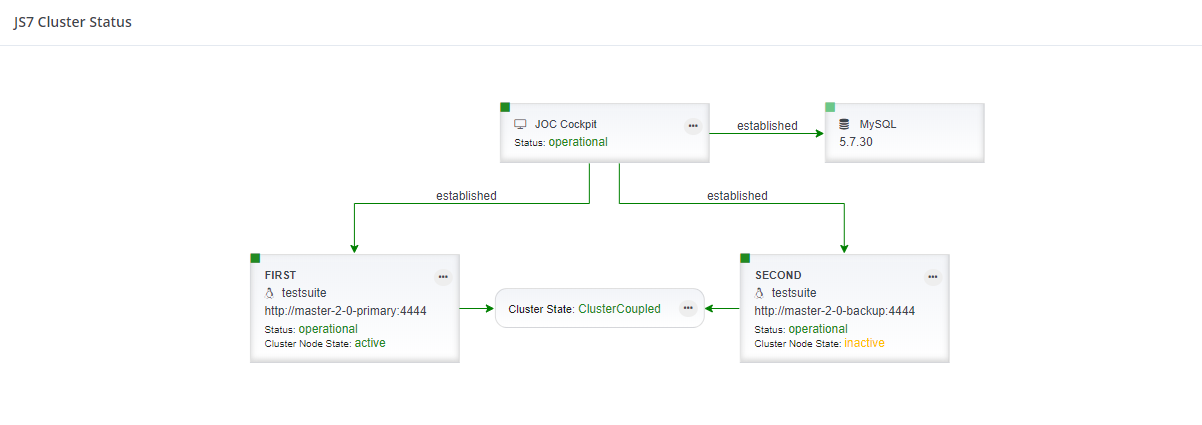 JS7 Cluster Status
JOC Cockpit
Status: operational
established
MySQL
5.7.30
established
established
FIRST
testsuite
http://master-2-0-primary:4444
Status: operational
Cluster Node State: active
Cluster State: ClusterCoupled
SECOND
testsuite
http://master-2-0-backup:4444
Status: operational
Cluster Node State: inactive